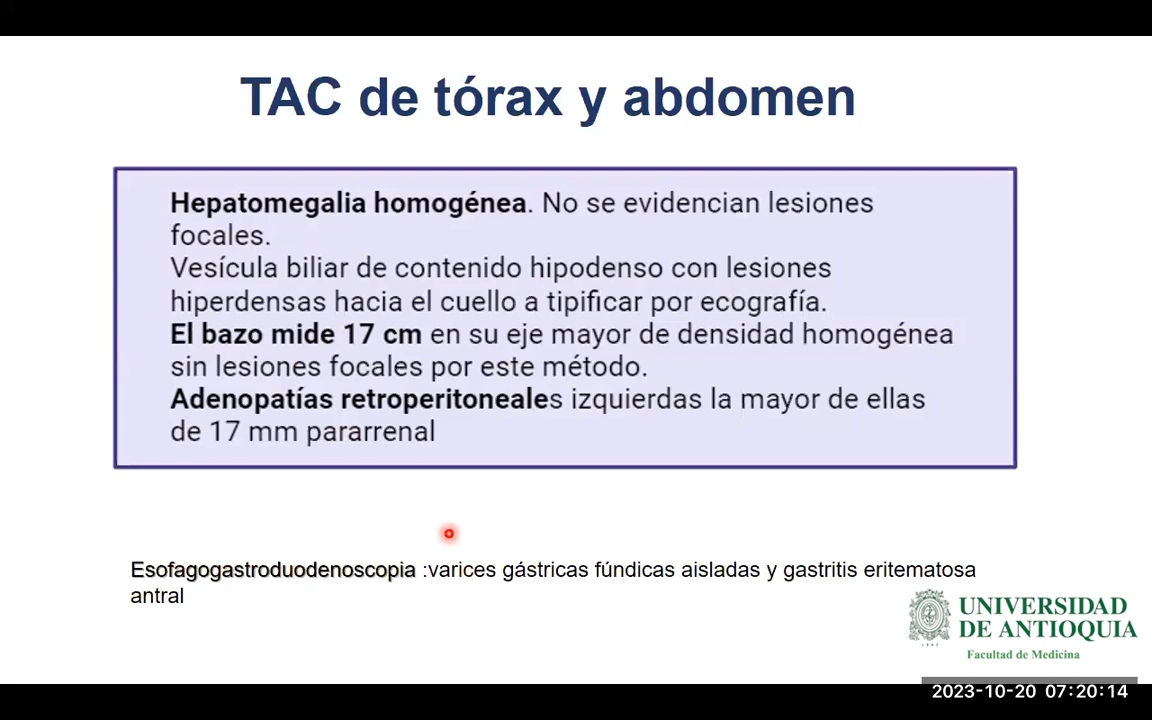 TAC de tórax y abdomen
Hepatomegalia homogénea. No se evidencian lesiones
focales.
Vesícula biliar de contenido hipodenso con lesiones
hiperdensas hacia el cuello a tipificar por ecografía.
El bazo mide 17 cm en su eje mayor de densidad homogénea
sin lesiones focales por este método.
Adenopatías retroperitoneales izquierdas la mayor de ellas
de 17 mm pararrenal
Esofagogastroduodenoscopia :varices gástricas fúndicas aisladas y gastritis eritematosa
antral
UNIVERSIDAD
DE ANTIOQUIA
Facultad de Medicina
2023-10-20 07:20:14